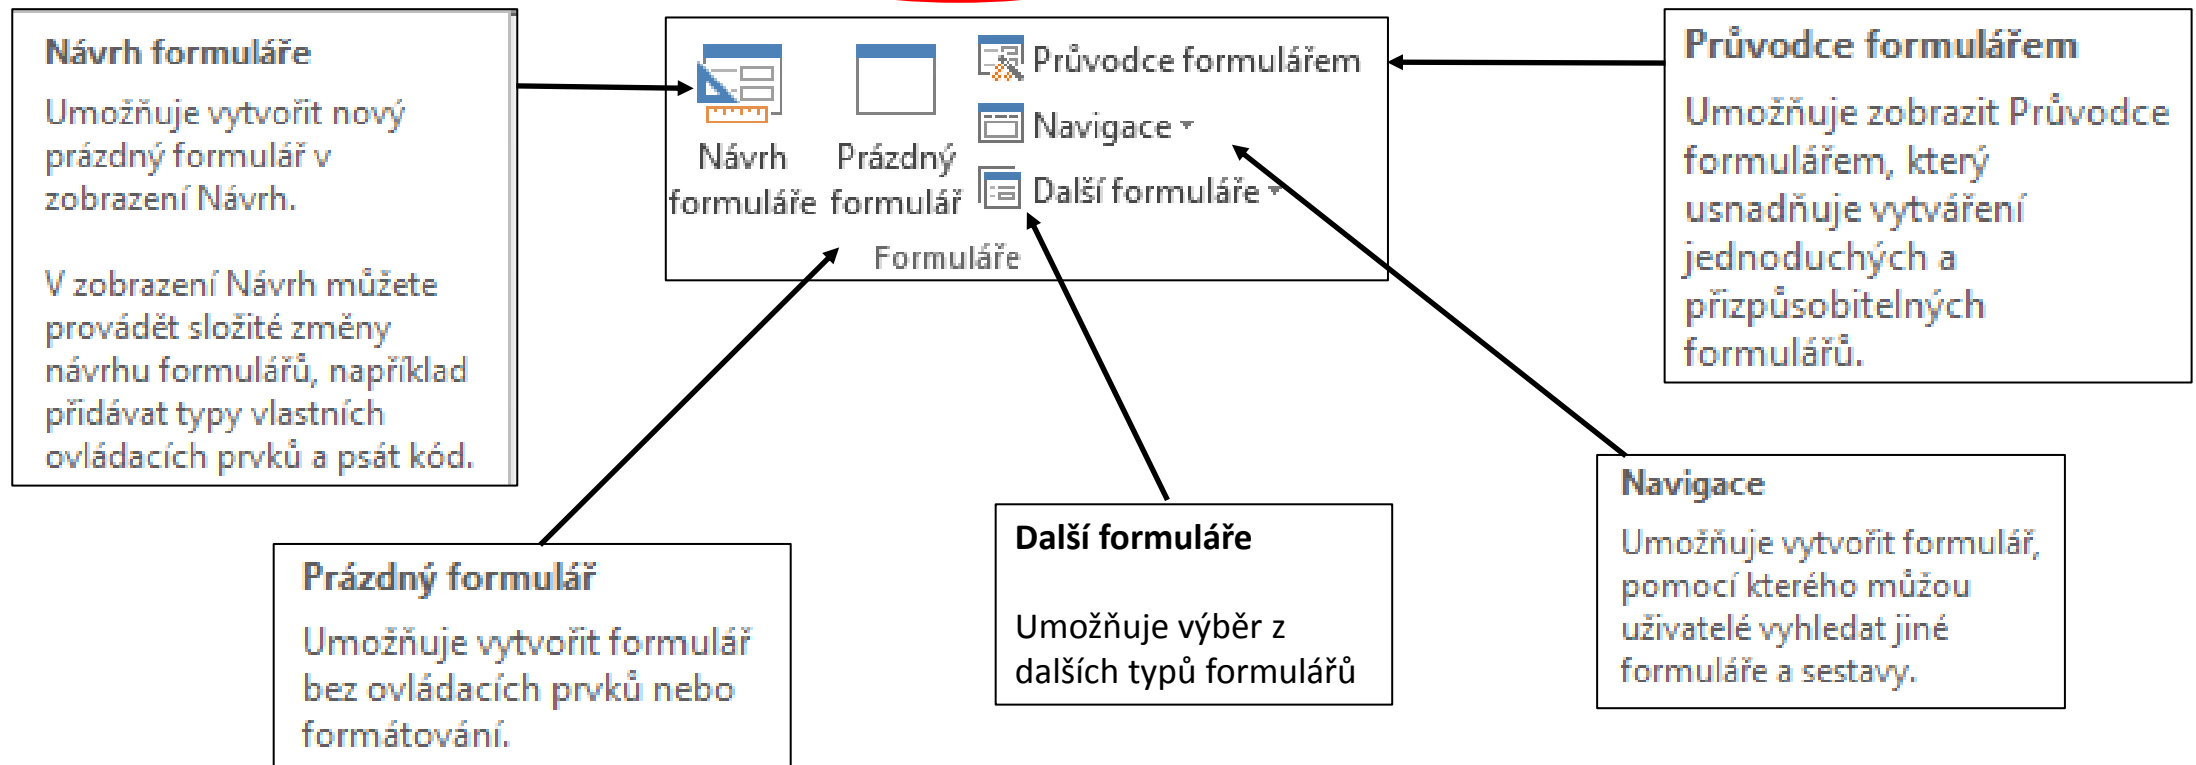 Návrh formuláře
Umožňuje vytvořit nový
prázdný formulář v
zobrazení Návrh.
V zobrazení Návrh můžete
provádět složité změny
návrhu formulářů, například
přidávat typy vlastních
ovládacích prvků a psát kód.
Návrh
formuláře
Prázdný
formulář
Průvodce formulářem
Navigace
Další formuláře
Formuláře
Průvodce formulářem
Umožňuje zobrazit Průvodce
formulářem, který
usnadňuje vytváření
jednoduchých a
přizpůsobitelných
formulářů.
Prázdný formulář
Umožňuje vytvořit formulář
bez ovládacích prvků nebo
formátování.
Další formuláře
Umožňuje výběr z
dalších typů formulářů
Navigace
Umožňuje vytvořit formulář,
pomocí kterého můžou
uživatelé vyhledat jiné
formuláře a sestavy.